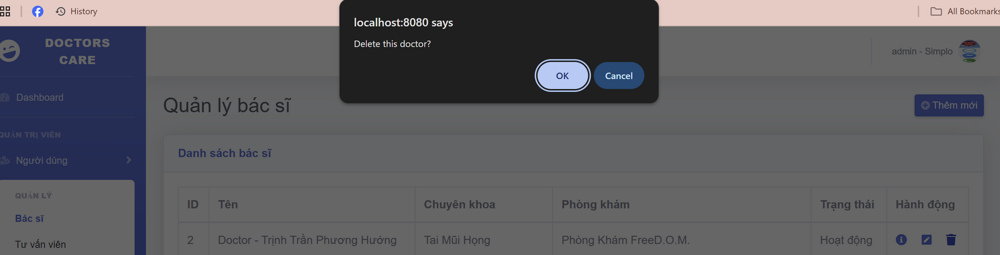 History
All Bookmarks
localhost:8080 says
Delete this doctor?
OK
Cancel
DOCTORS
CARE
admin - Simplo
Dashboard
Quản lý bác sĩ
Thêm mới
QUẢN TRỊ VIÊN
Người dùng
Danh sách bác sĩ
QUẢN LÝ
Bác sĩ
Tư vấn viên
ID Tên Chuyên khoa Phòng khám Trạng thái Hành động
2 Doctor - Trịnh Trần Phương Hướng Tai Mũi Họng Phòng Khám FreeD.O.M. Hoạt động